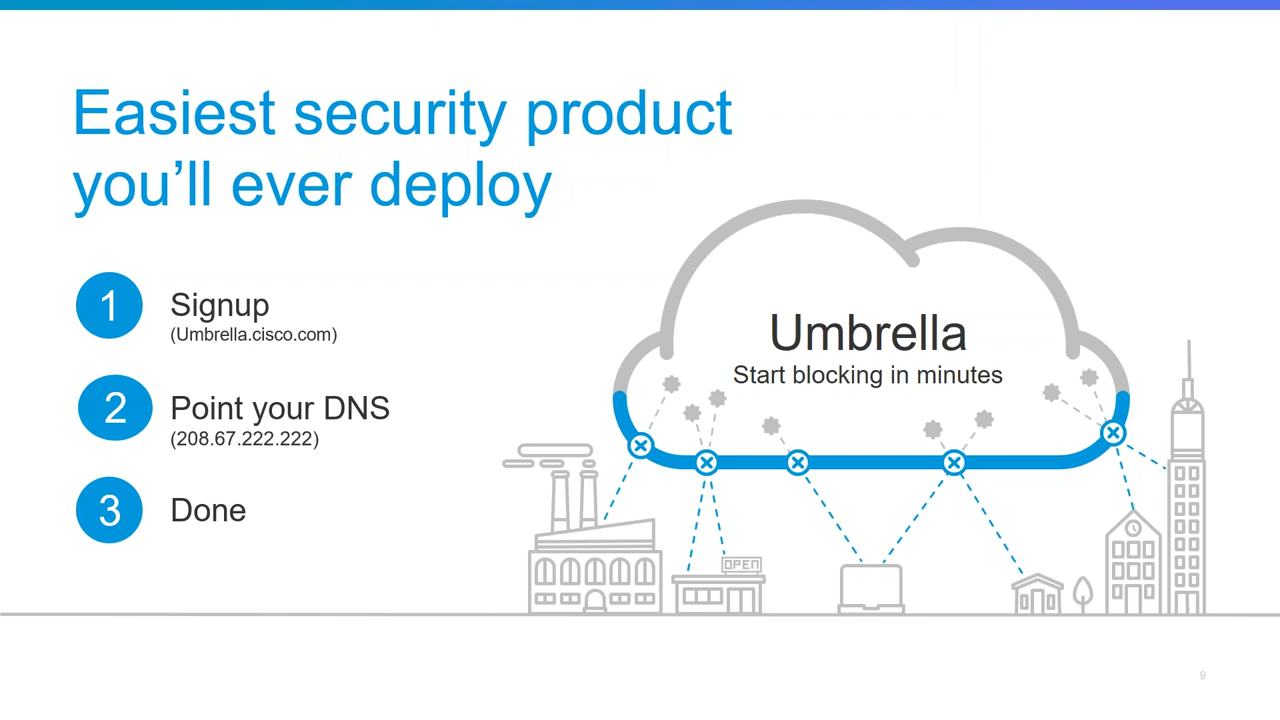 Easiest security product
you’ll ever deploy
1
Signup
(Umbrella.cisco.com)
2
Point your DNS
(208.67.222.222)
3
Done
Umbrella
Start blocking in minutes
OPEN
9